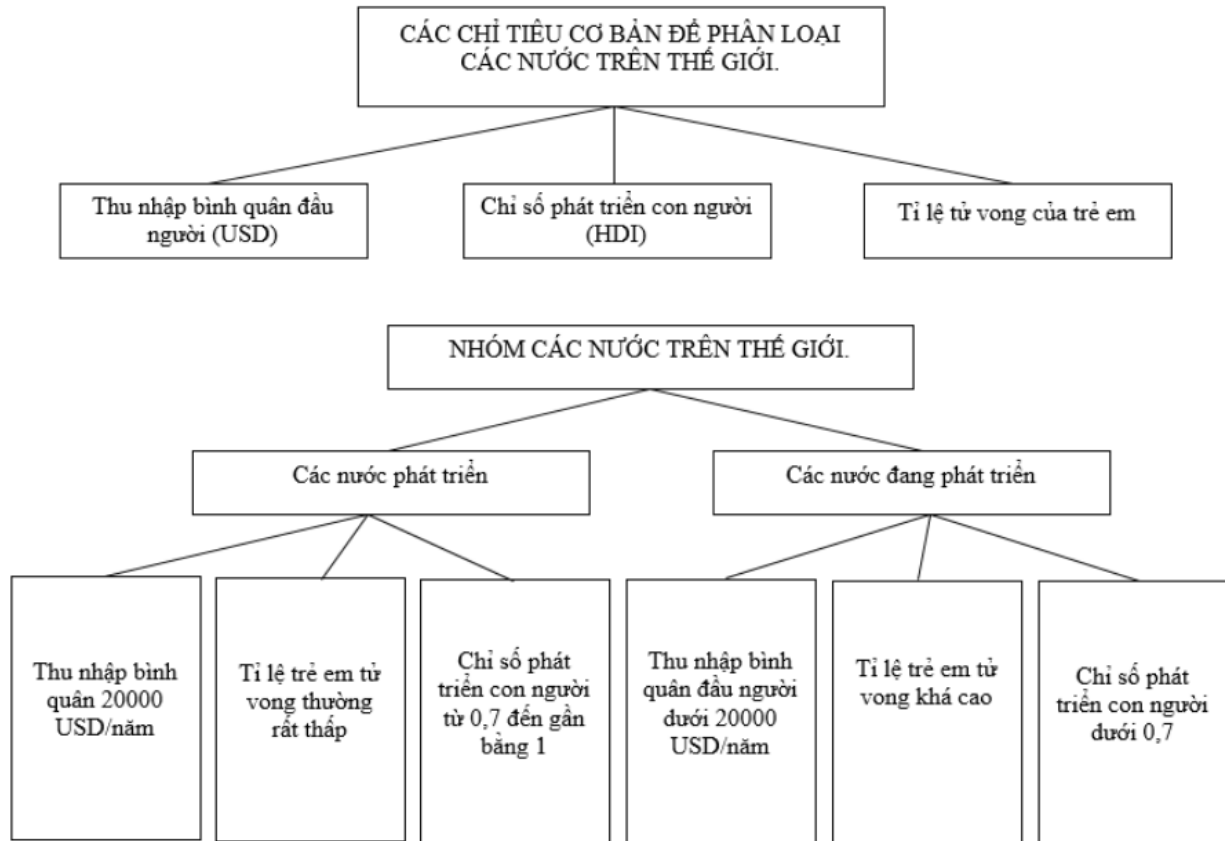 CÁC CHỈ TIÊU CƠ BẢN ĐỂ PHÂN LOẠI
CÁC NƯỚC TRÊN THẾ GIỚI.
Thu nhập bình quân đầu
người (USD)
Chỉ số phát triển con người
(HDI)
Tỉ lệ tử vong của trẻ em
NHÓM CÁC NƯỚC TRÊN THẾ GIỚI.
Các nước phát triển
Các nước đang phát triển
Thu nhập bình
quân 20000
USD/năm
Tỉ lệ trẻ em tử
vong thường
rất thấp
Chỉ số phát
triển con người
từ 0,7 đến gần
bằng 1
Thu nhập bình
quân đầu người
dưới 20000
USD/năm
Tỉ lệ trẻ em tử
vong khá cao
Chỉ số phát
triển con người
dưới 0,7